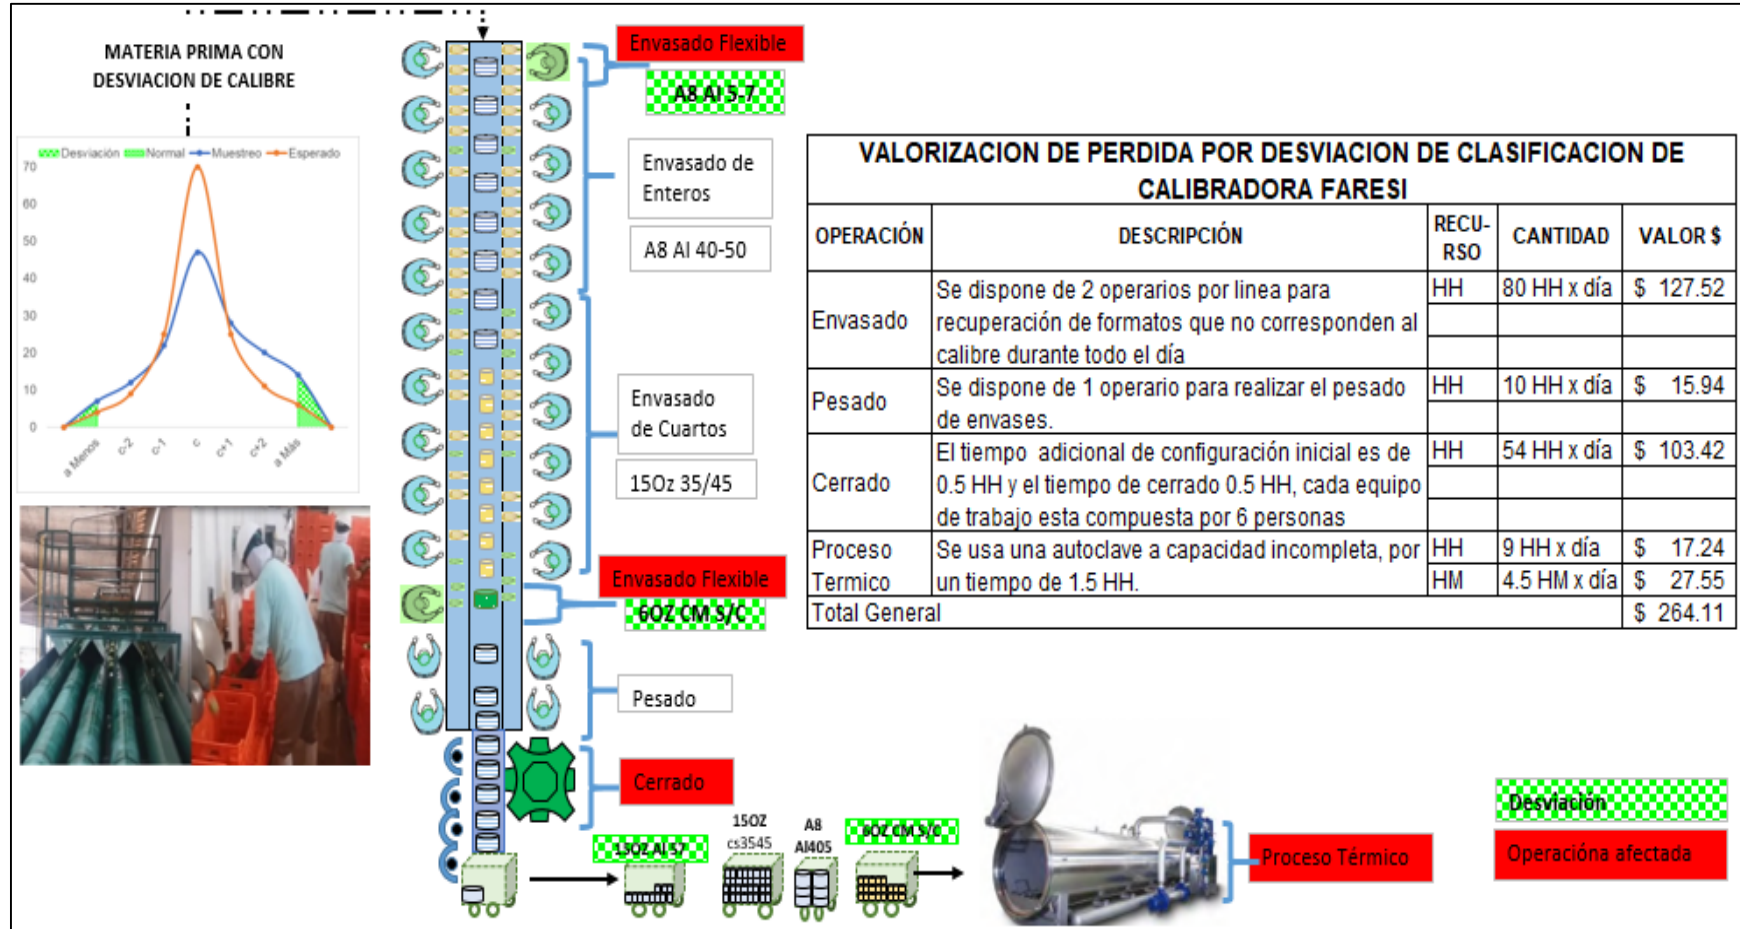 MATERIA PRIMA CON
DESVIACION DE CALIBRE
Desviación Normal Muestreo Esperado
70
60
50
40
30
20
10
0
a Menos c-2 c-1 c c+1 c+2 a Más
Envasado Flexible
A8 AI 5-7
Envasado de
Enteros
A8 AI 40-50
Envasado
de Cuartos
15Oz 35/45
Envasado Flexible
6OZ CM S/C
Pesado
Cerrado
15OZ AI 57
15OZ
cs3545
A8
AI405
6OZ CM S/C
Proceso Térmico
Desviación
Operacióna afectada
VALORIZACION DE PERDIDA POR DESVIACION DE CLASIFICACION DE
CALIBRADORA FARESI
OPERACIÓN DESCRIPCIÓN RECU-
RSO CANTIDAD VALOR $
Envasado
Se dispone de 2 operarios por linea para
recuperación de formatos que no corresponden al
calibre durante todo el día
HH 80 HH x día $ 127.52
Pesado
Se dispone de 1 operario para realizar el pesado
de envases.
HH 10 HH x día $ 15.94
Cerrado
El tiempo adicional de configuración inicial es de
0.5 HH y el tiempo de cerrado 0.5 HH, cada equipo
de trabajo esta compuesta por 6 personas
HH 54 HH x día $ 103.42
Proceso
Termico
Se usa una autoclave a capacidad incompleta, por
un tiempo de 1.5 HH.
HH 9 HH x día $ 17.24
HM 4.5 HM x día $ 27.55
Total General $ 264.11